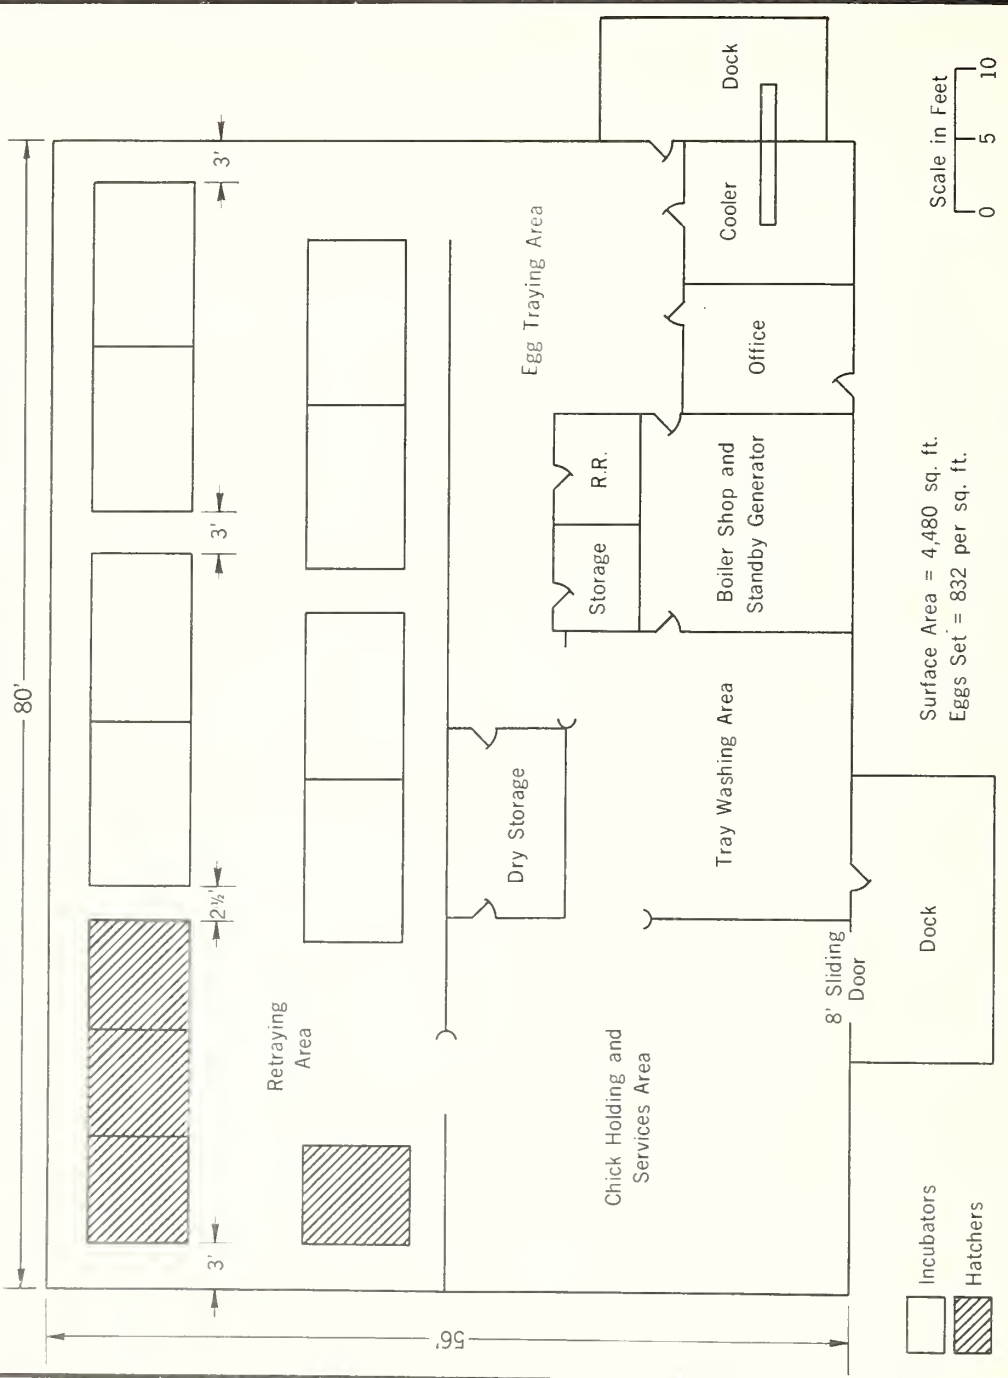 80'
3'
2½'
3'
3'
56'
Retraying
Area
Egg Traying Area
Dry Storage
Storage
R.R.
Chick Holding and
Services Area
Tray Washing Area
Boiler Shop and
Standby Generator
Office
Cooler
Dock
8' Sliding
Door
Dock
Incubators
Hatchers
Surface Area = 4,480 sq. ft.
Eggs Set = 832 per sq. ft.
Scale in Feet
0 5 10